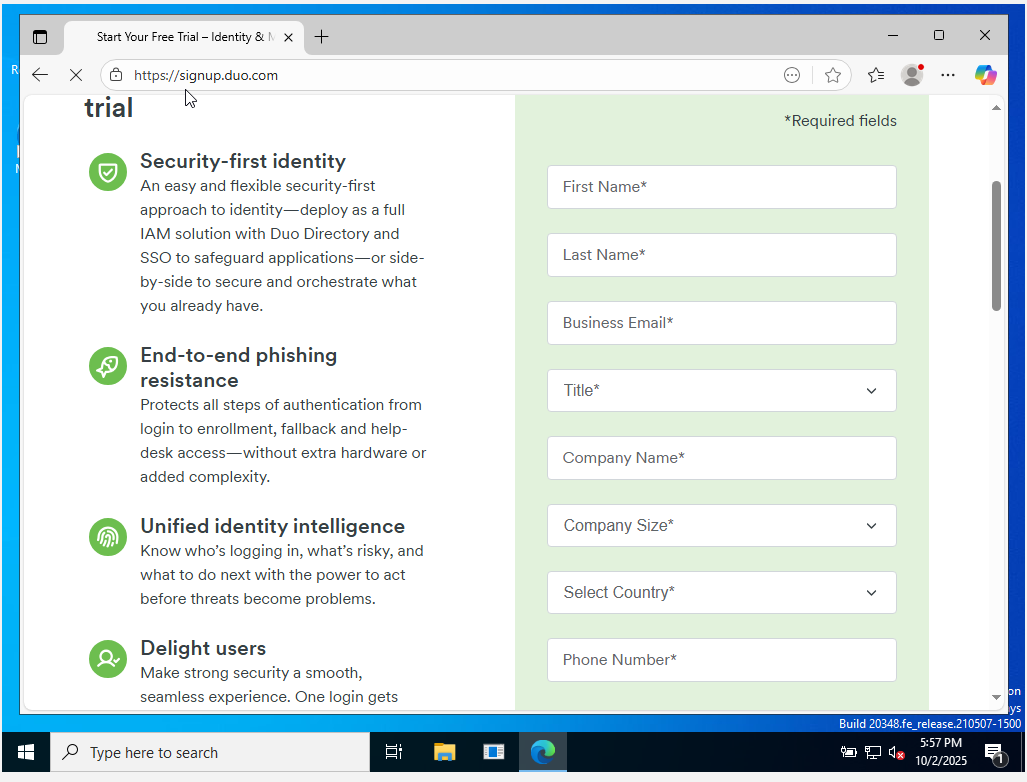 Start Your Free Trial – Identity & M
https://signup.duo.com
trial
Security-first identity
An easy and flexible security-first
approach to identity—deploy as a full
IAM solution with Duo Directory and
SSO to safeguard applications—or side-
by-side to secure and orchestrate what
you already have.
End-to-end phishing
resistance
Protects all steps of authentication from
login to enrollment, fallback and help-
desk access—without extra hardware or
added complexity.
Unified identity intelligence
Know who's logging in, what's risky, and
what to do next with the power to act
before threats become problems.
Delight users
Make strong security a smooth,
seamless experience. One login gets
*Required fields
First Name*
Last Name*
Business Email*
Title*
Company Name*
Company Size*
Select Country*
Phone Number*
Build 20348.fe_release.210507-1500
Type here to search
5:57 PM
10/2/2025
1